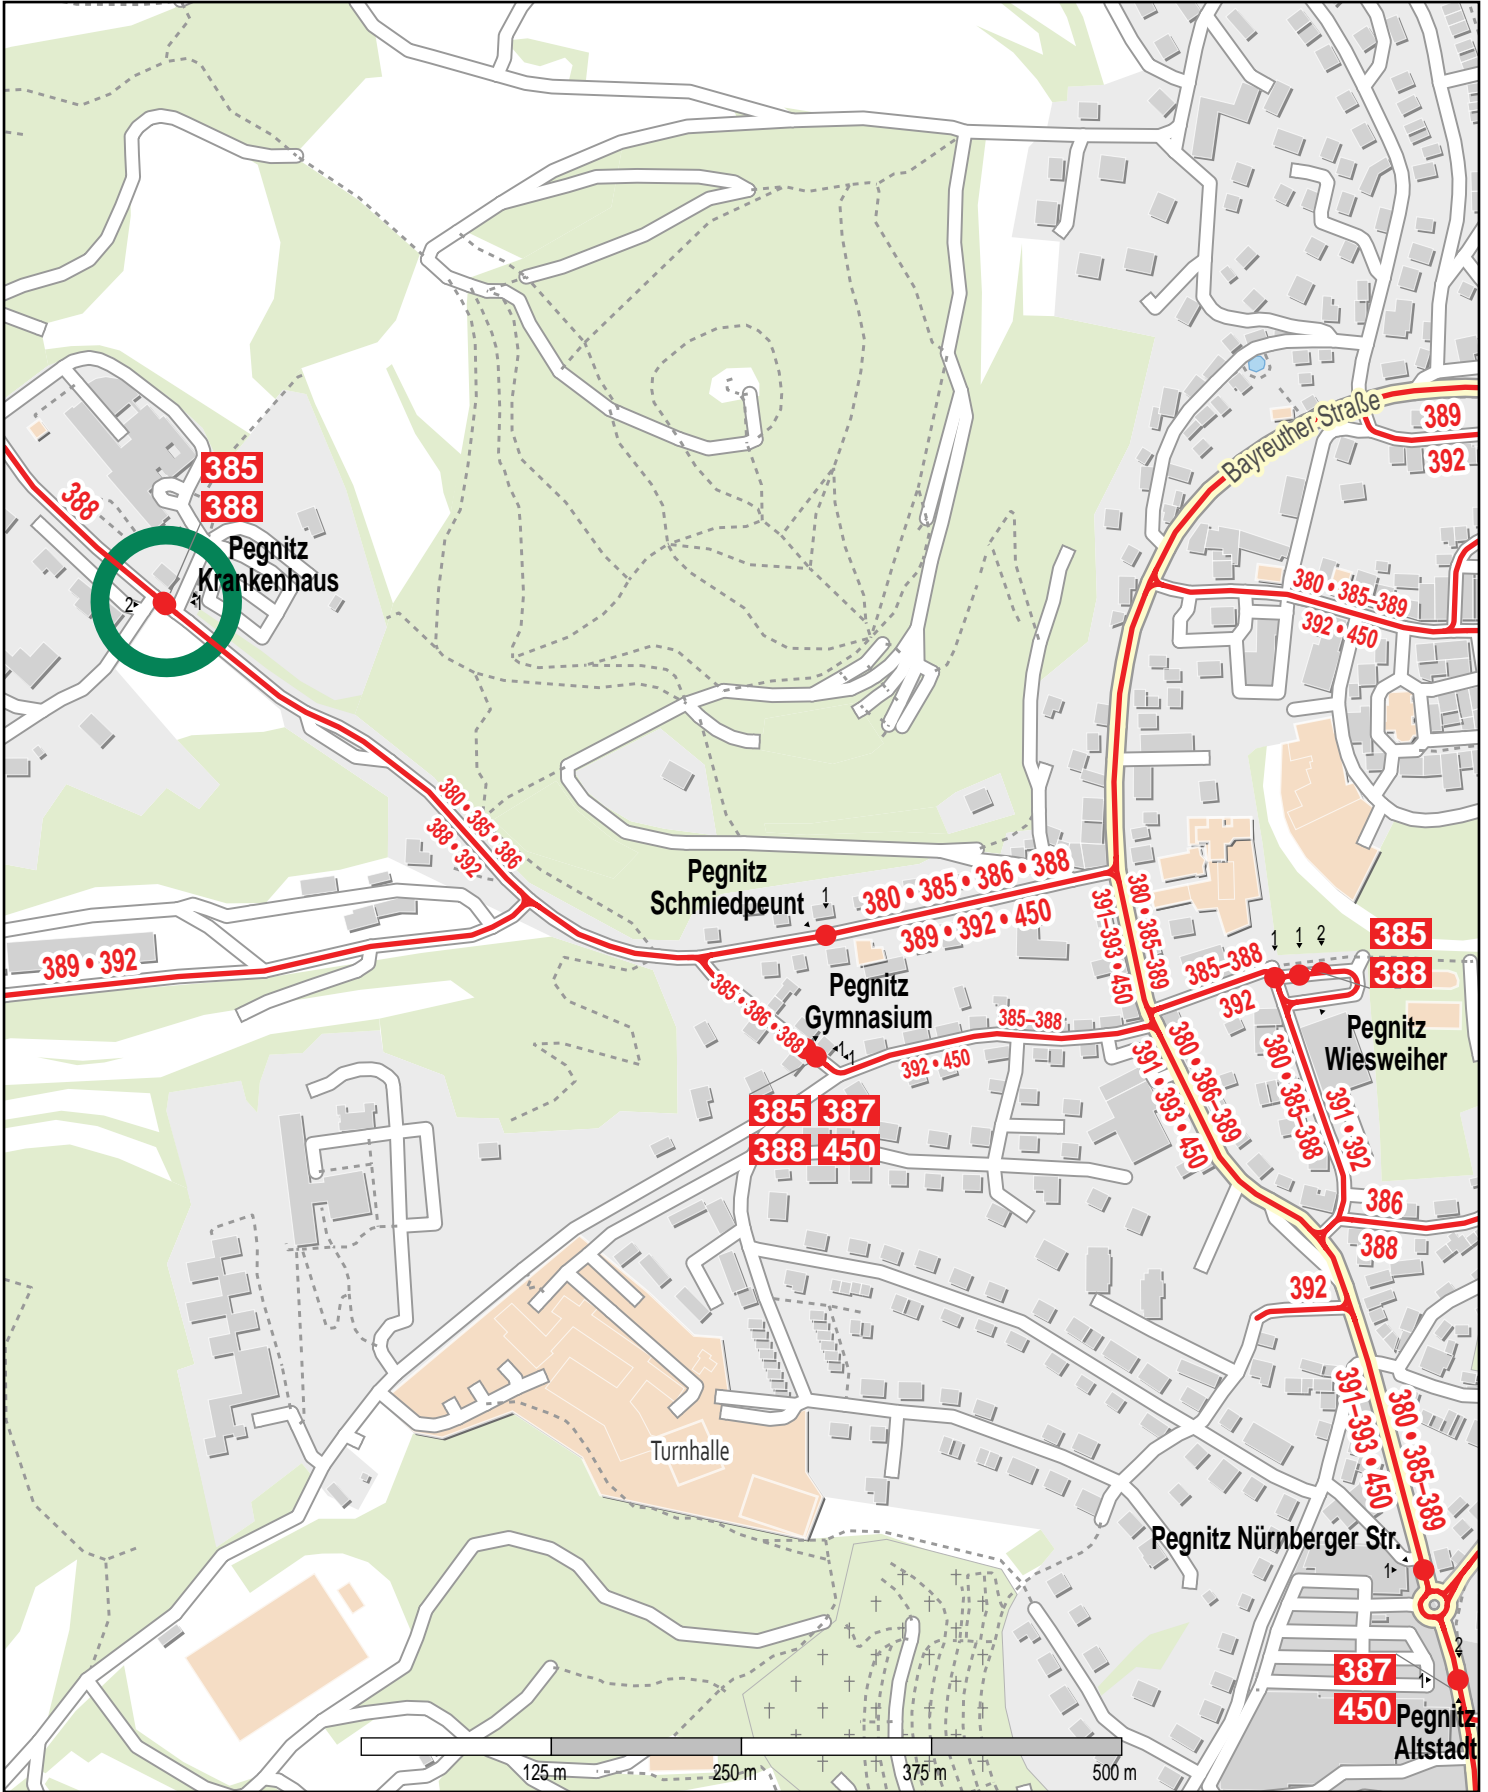 Bayreuther Straße
389
392
385
388
388
Pegnitz
Krankenhaus
2
1
380 • 385–389
392 • 450
380 • 385 • 386
388 • 392
Pegnitz
Schmiedpeunt
1
380 • 385 • 386 • 388
389 • 392 • 450
380 • 385–389
391–393 • 450
1 1 2
385
388
385–388
392
389 • 392
385 • 386 • 388
Pegnitz
Gymnasium
1
1
385–388
392 • 450
Pegnitz
Wiesweiher
380 • 386–389
391 • 393 • 450
380 • 385–388
391 • 392
385 387
388 450
386
388
392
391–393 • 450
380 • 385–389
Turnhalle
Pegnitz Nürnberger Str.
1
2
387
1
450
Pegnitz
Altstadt
125 m
250 m
375 m
500 m